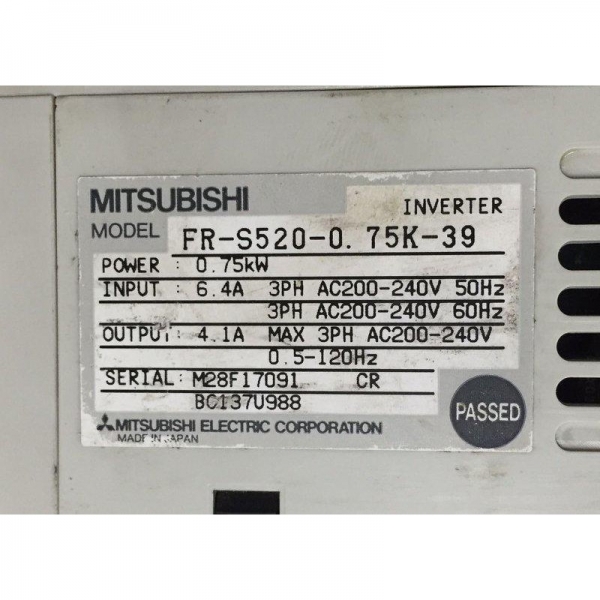 MITSUBISHI
INVERTER
MODEL FR-S520-0.75K-39
POWER : 0.75kW
INPUT : 6.4A 3PH AC200-240V 50Hz
3PH AC200-240V 60Hz
OUTPUT: 4.1A MAX 3PH AC200-240V
0.5-120Hz
SERIAL: M28F17091 CR
BC137U988
PASSED
MITSUBISHI ELECTRIC CORPORATION
MADE IN JAPAN